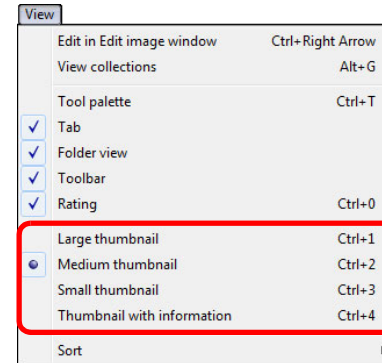 View
Edit in Edit image window Ctrl+Right Arrow
View collections Alt+G
Tool palette Ctrl+T
Tab
Folder view
Toolbar
Rating Ctrl+0
Large thumbnail Ctrl+1
Medium thumbnail Ctrl+2
Small thumbnail Ctrl+3
Thumbnail with information Ctrl+4
Sort